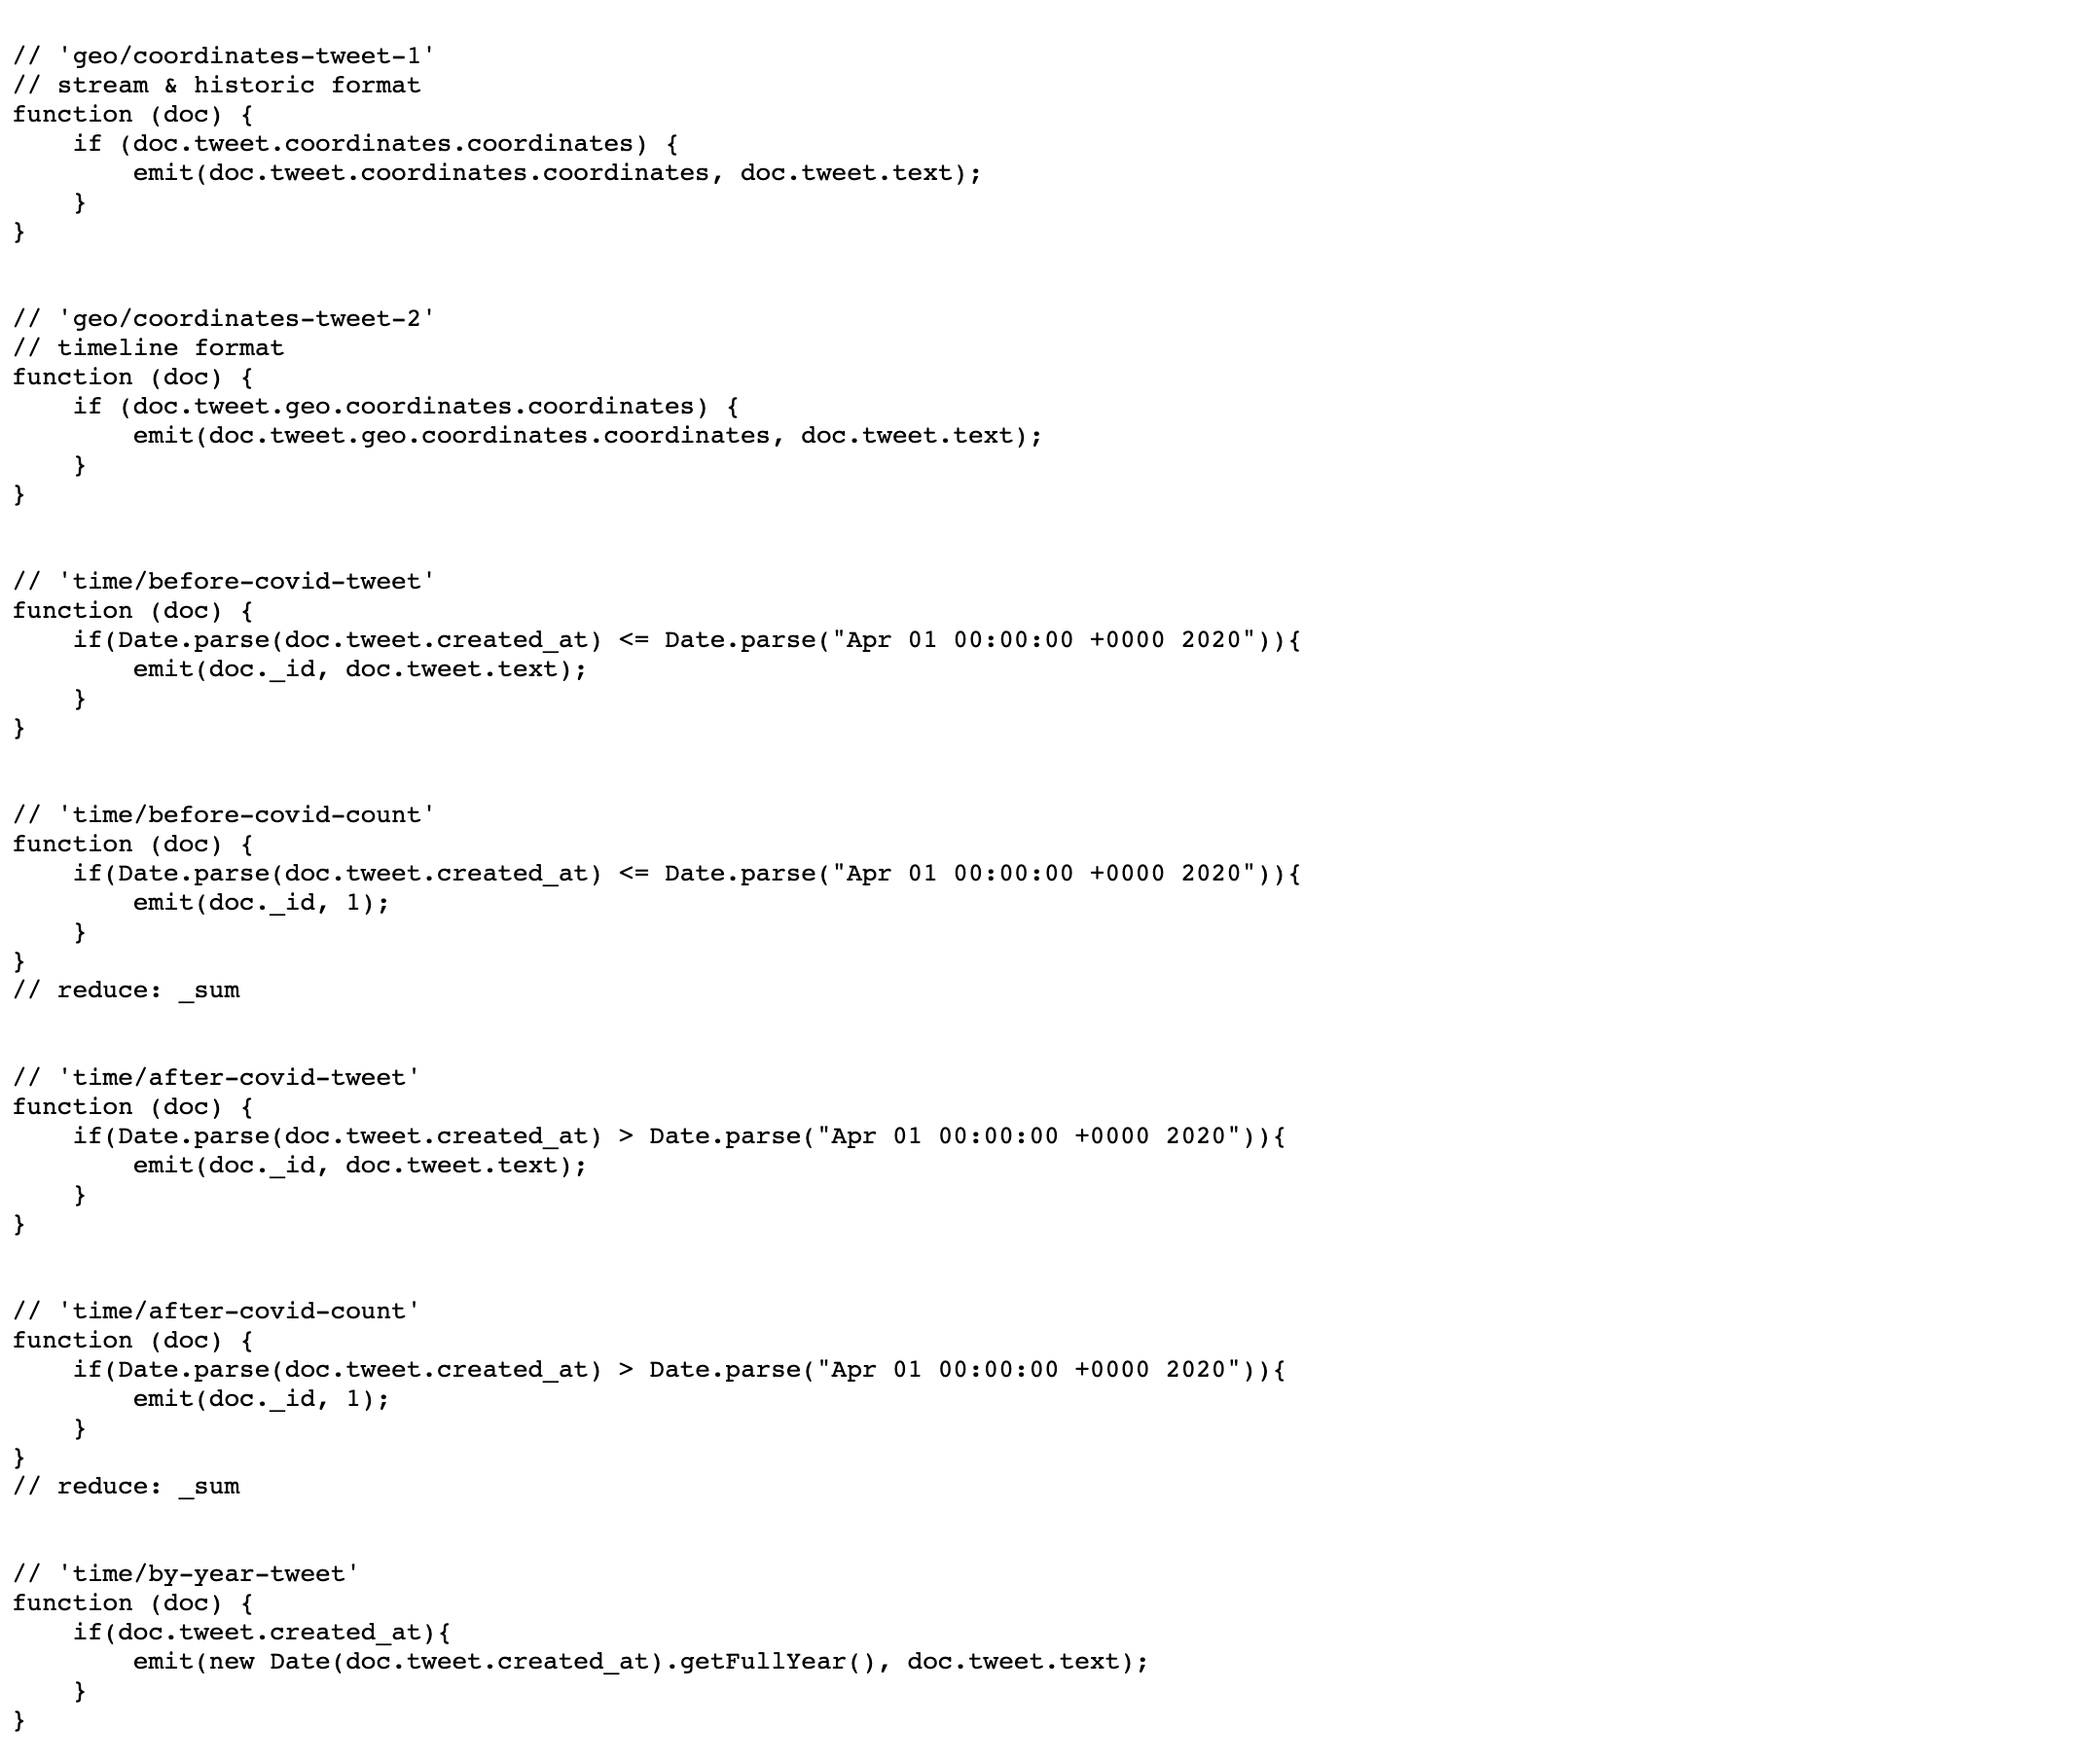 // 'geo/coordinates-tweet-1'
// stream & historic format
function (doc) {
    if (doc.tweet.coordinates.coordinates) {
        emit(doc.tweet.coordinates.coordinates, doc.tweet.text);
    }
}

// 'geo/coordinates-tweet-2'
// timeline format
function (doc) {
    if (doc.tweet.geo.coordinates.coordinates) {
        emit(doc.tweet.geo.coordinates.coordinates, doc.tweet.text);
    }
}

// 'time/before-covid-tweet'
function (doc) {
    if(Date.parse(doc.tweet.created_at) <= Date.parse("Apr 01 00:00:00 +0000 2020")){
        emit(doc._id, doc.tweet.text);
    }
}

// 'time/before-covid-count'
function (doc) {
    if(Date.parse(doc.tweet.created_at) <= Date.parse("Apr 01 00:00:00 +0000 2020")){
        emit(doc._id, 1);
    }
}
// reduce: _sum

// 'time/after-covid-tweet'
function (doc) {
    if(Date.parse(doc.tweet.created_at) > Date.parse("Apr 01 00:00:00 +0000 2020")){
        emit(doc._id, doc.tweet.text);
    }
}

// 'time/after-covid-count'
function (doc) {
    if(Date.parse(doc.tweet.created_at) > Date.parse("Apr 01 00:00:00 +0000 2020")){
        emit(doc._id, 1);
    }
}
// reduce: _sum

// 'time/by-year-tweet'
function (doc) {
    if(doc.tweet.created_at){
        emit(new Date(doc.tweet.created_at).getFullYear(), doc.tweet.text);
    }
}